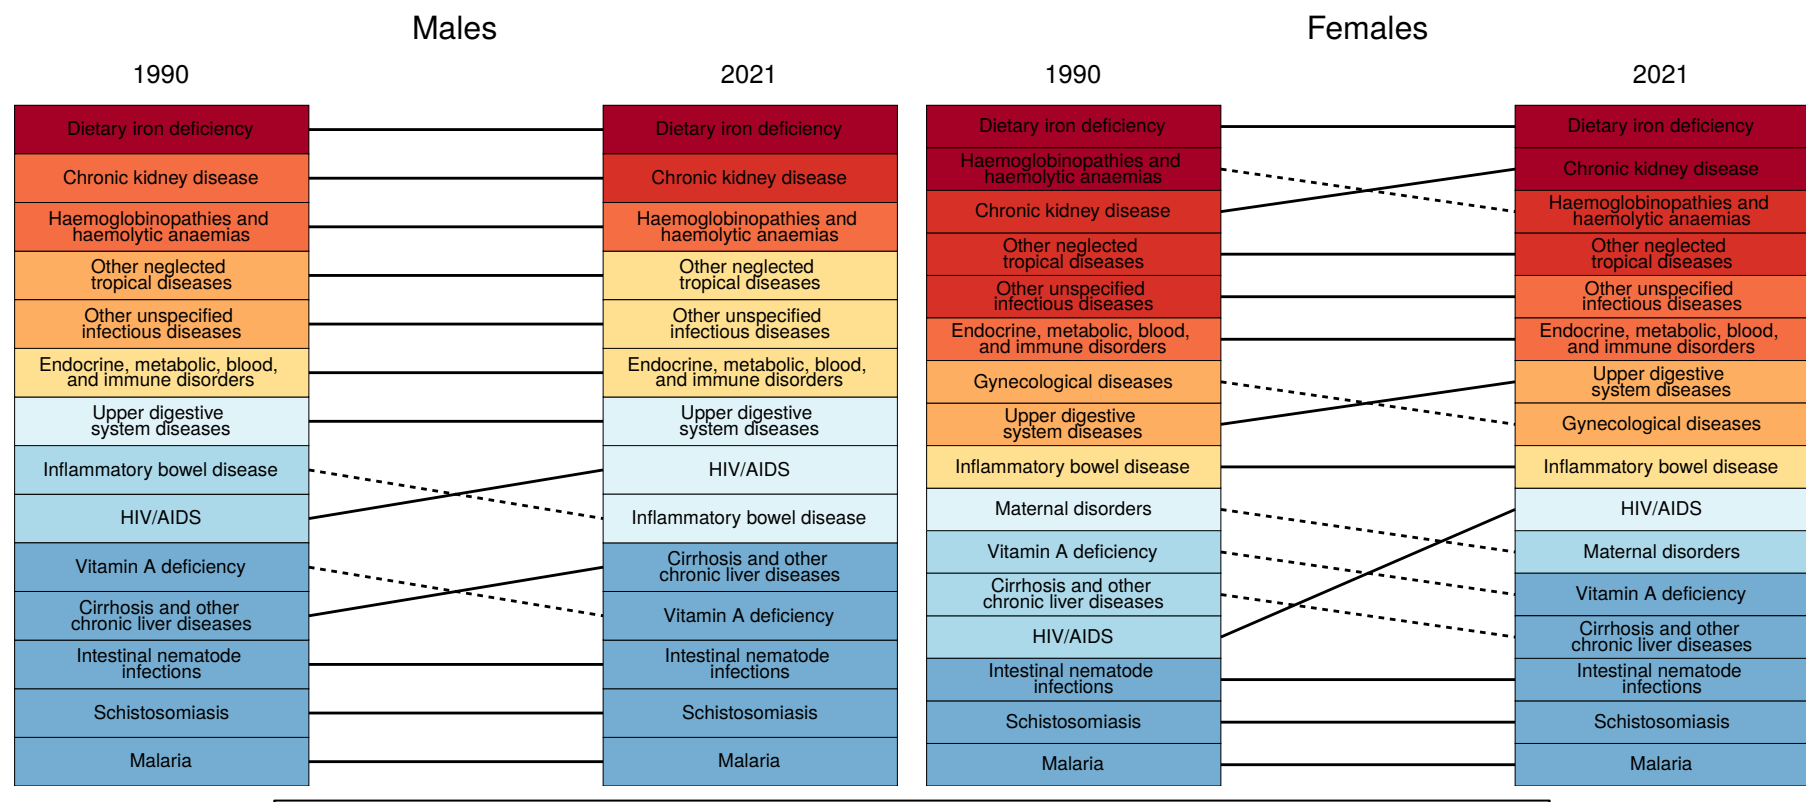 Males
1990
2021
Dietary iron deficiency
Chronic kidney disease
Haemoglobinopathies and
haemolytic anaemias
Other neglected
tropical diseases
Other unspecified
infectious diseases
Endocrine, metabolic, blood,
and immune disorders
Upper digestive
system diseases
Inflammatory bowel disease
HIV/AIDS
Vitamin A deficiency
Cirrhosis and other
chronic liver diseases
Intestinal nematode
infections
Schistosomiasis
Malaria
Dietary iron deficiency
Chronic kidney disease
Haemoglobinopathies and
haemolytic anaemias
Other neglected
tropical diseases
Other unspecified
infectious diseases
Endocrine, metabolic, blood,
and immune disorders
Upper digestive
system diseases
HIV/AIDS
Inflammatory bowel disease
Cirrhosis and other
chronic liver diseases
Vitamin A deficiency
Intestinal nematode
infections
Schistosomiasis
Malaria
Females
1990
2021
Dietary iron deficiency
Haemoglobinopathies and
haemolytic anaemias
Chronic kidney disease
Other neglected
tropical diseases
Other unspecified
infectious diseases
Endocrine, metabolic, blood,
and immune disorders
Gynecological diseases
Upper digestive
system diseases
Inflammatory bowel disease
Maternal disorders
Vitamin A deficiency
Cirrhosis and other
chronic liver diseases
HIV/AIDS
Intestinal nematode
infections
Schistosomiasis
Malaria
Dietary iron deficiency
Chronic kidney disease
Haemoglobinopathies and
haemolytic anaemias
Other neglected
tropical diseases
Other unspecified
infectious diseases
Endocrine, metabolic, blood,
and immune disorders
Upper digestive
system diseases
Gynecological diseases
Inflammatory bowel disease
HIV/AIDS
Maternal disorders
Vitamin A deficiency
Cirrhosis and other
chronic liver diseases
Intestinal nematode
infections
Schistosomiasis
Malaria